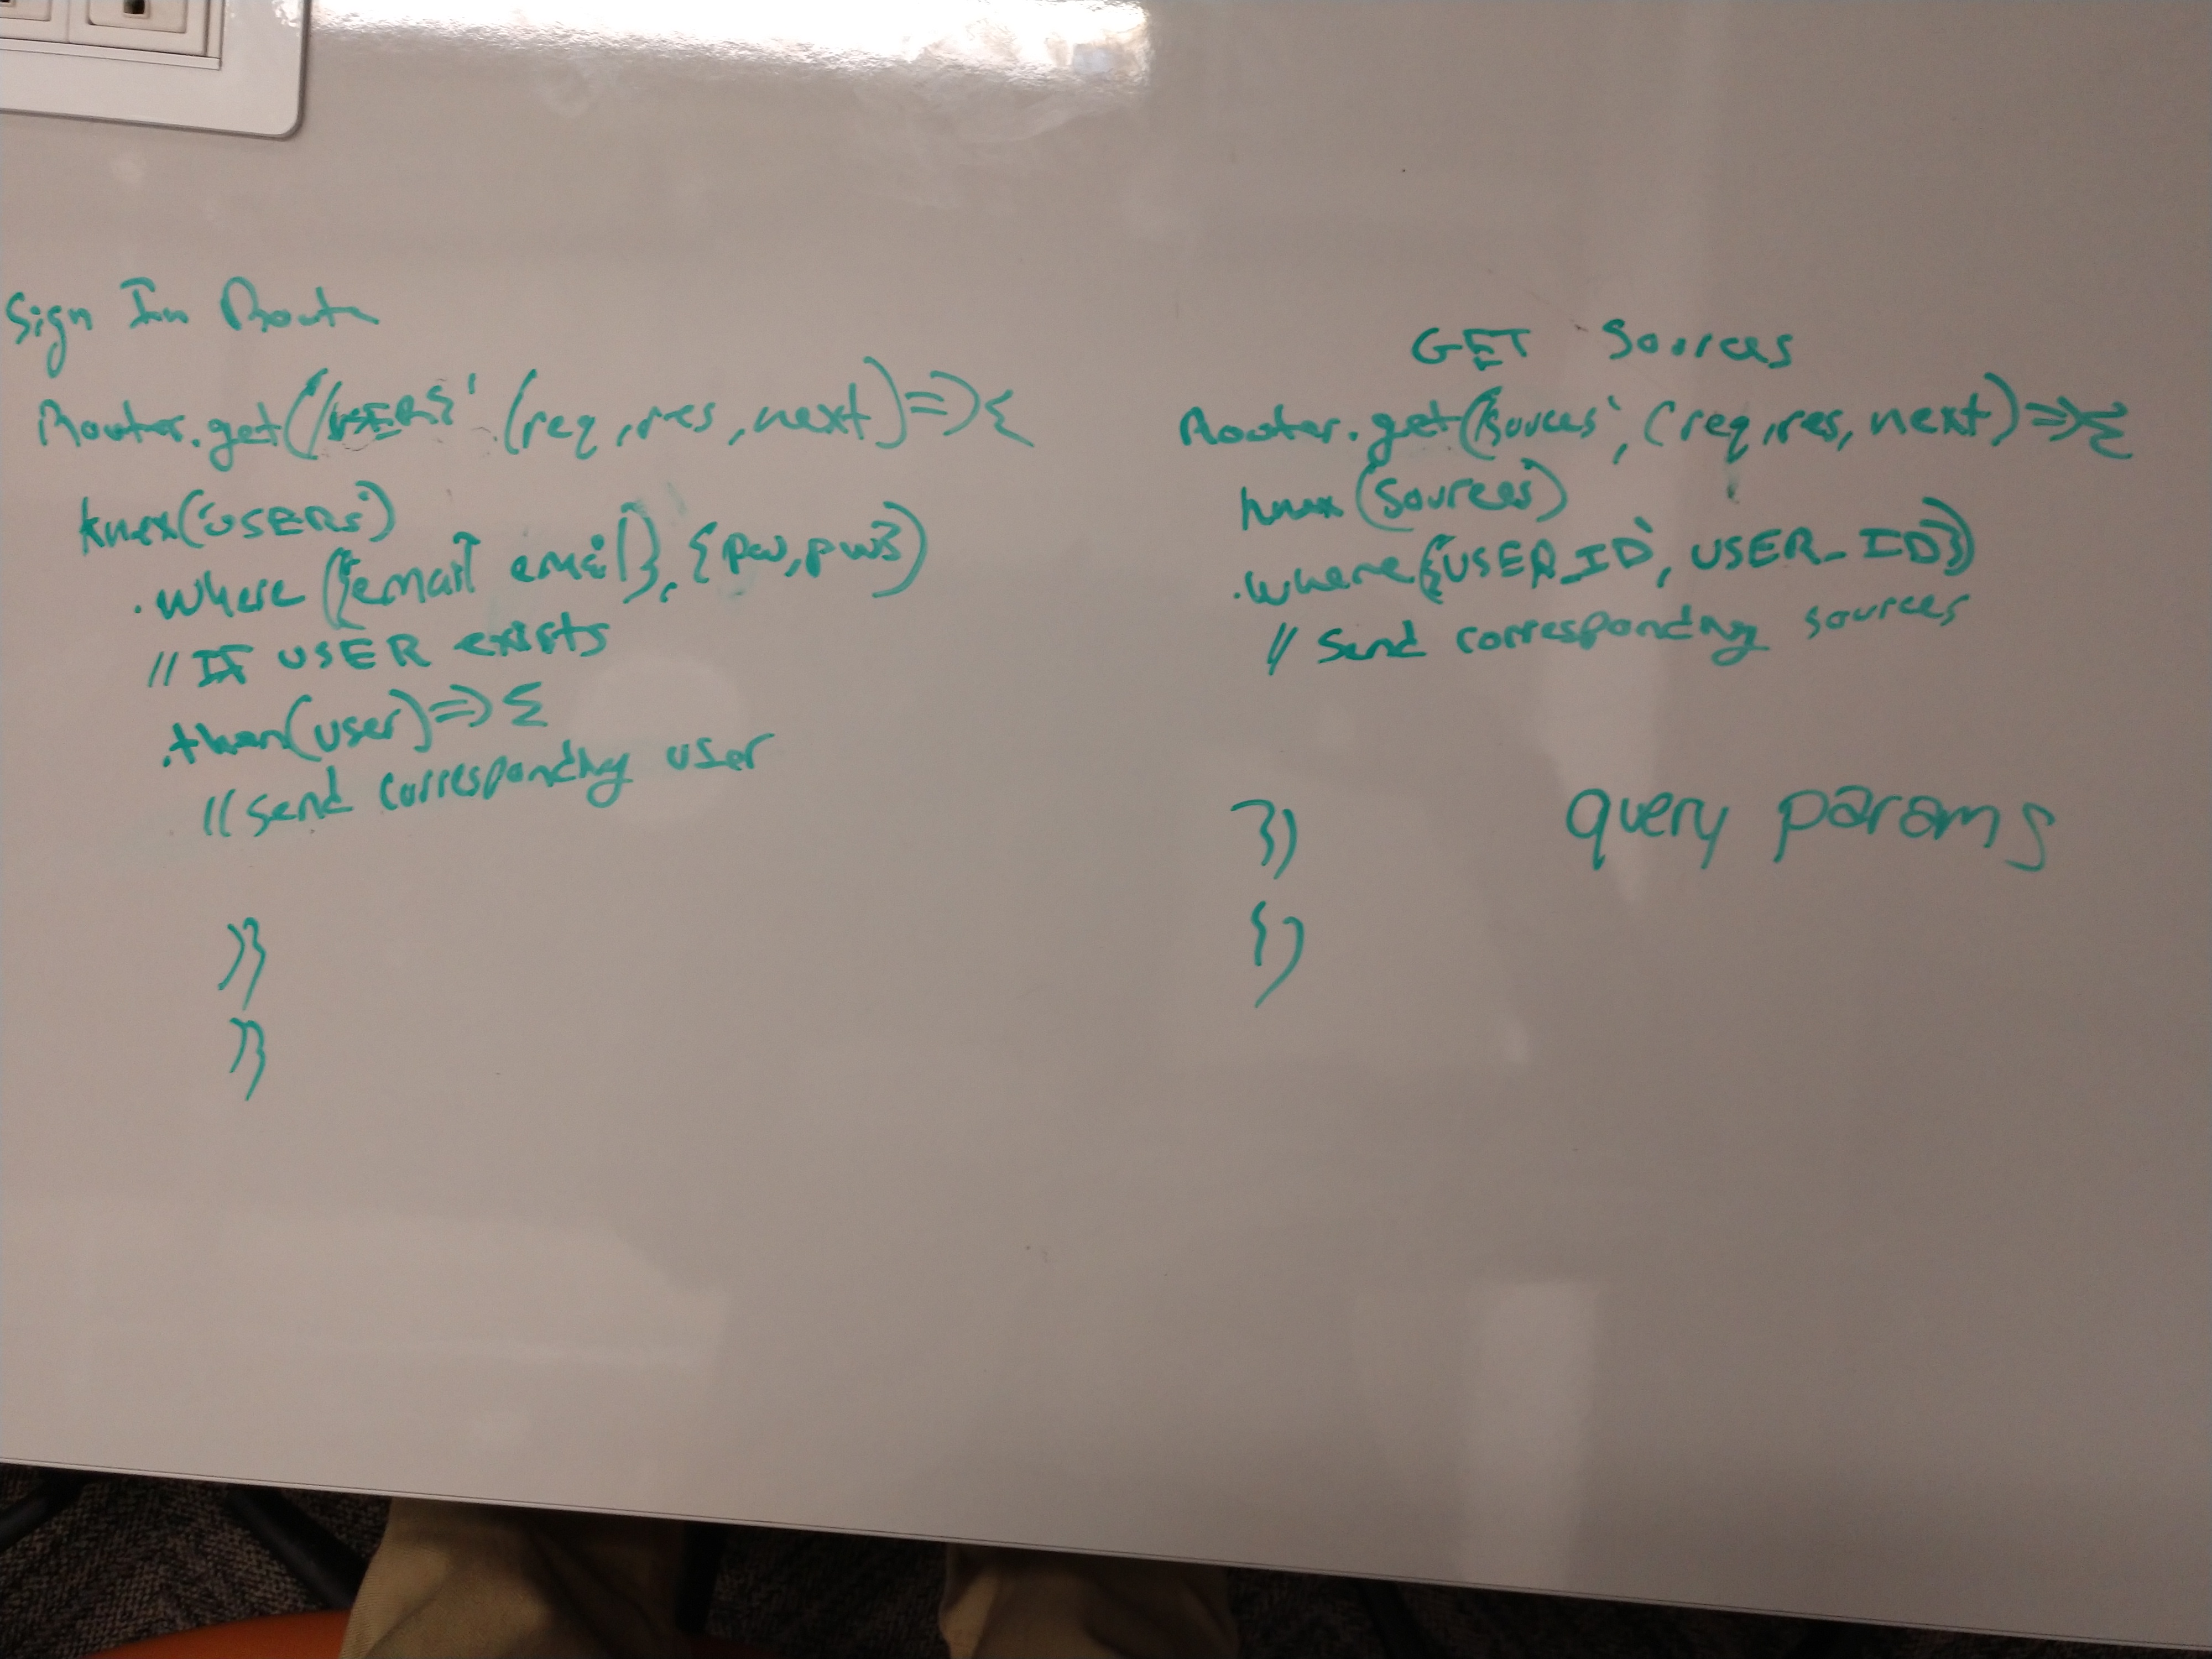 Sign In Route
Router.get('/USERS' (req, res, next) => {
knex('USERS')
.where({email email}, {pw, pw})
// If USER exists
.then(user) => {
// Send corresponding user
)}
)}
GET Sources
Router.get('/sources', (req, res, next) => {
knex(Sources)
.where({USER_ID, USER_ID})
// Send corresponding sources
})
{)
query params